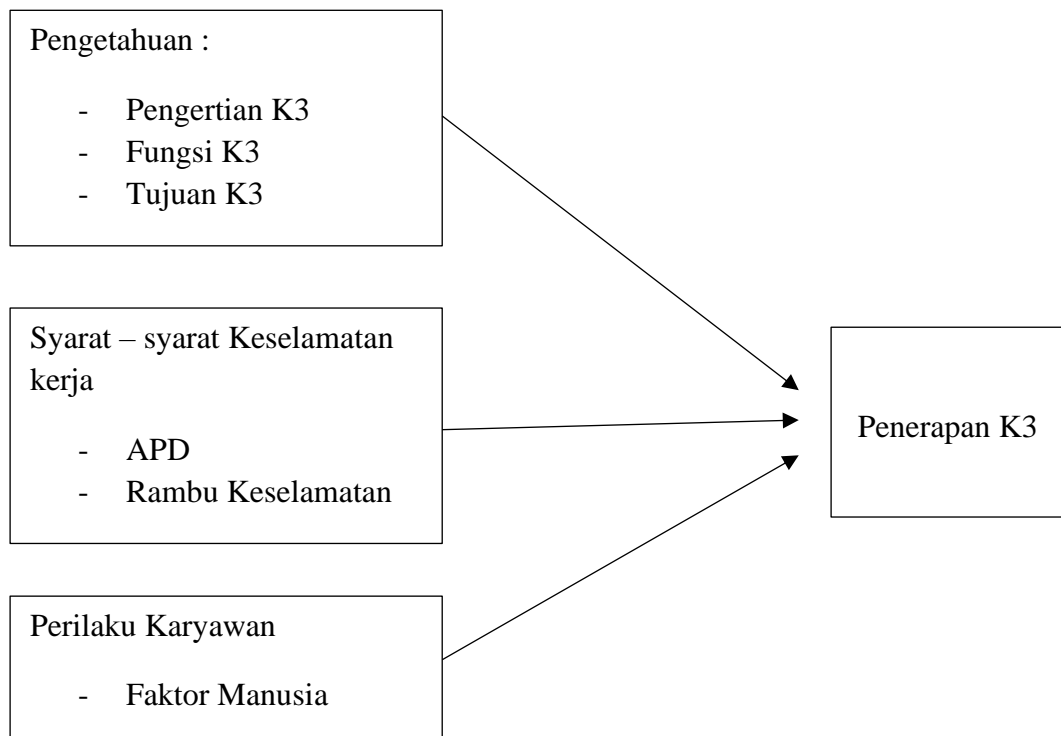 Pengetahuan :
- Pengertian K3
- Fungsi K3
- Tujuan K3
Syarat – syarat Keselamatan
kerja
- APD
- Rambu Keselamatan
Perilaku Karyawan
- Faktor Manusia
Penerapan K3